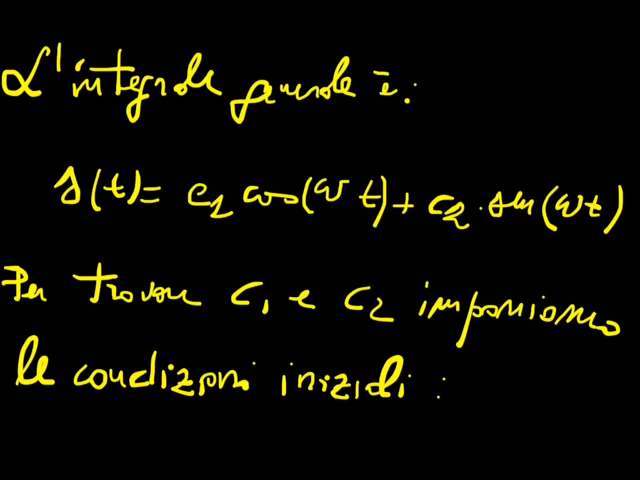 L'integrale generale è:
s(t)= c₁ cos(ωt)+ c₂·sen(ωt)
Per trovare c₁ e c₂ imponiamo
le condizioni iniziali: